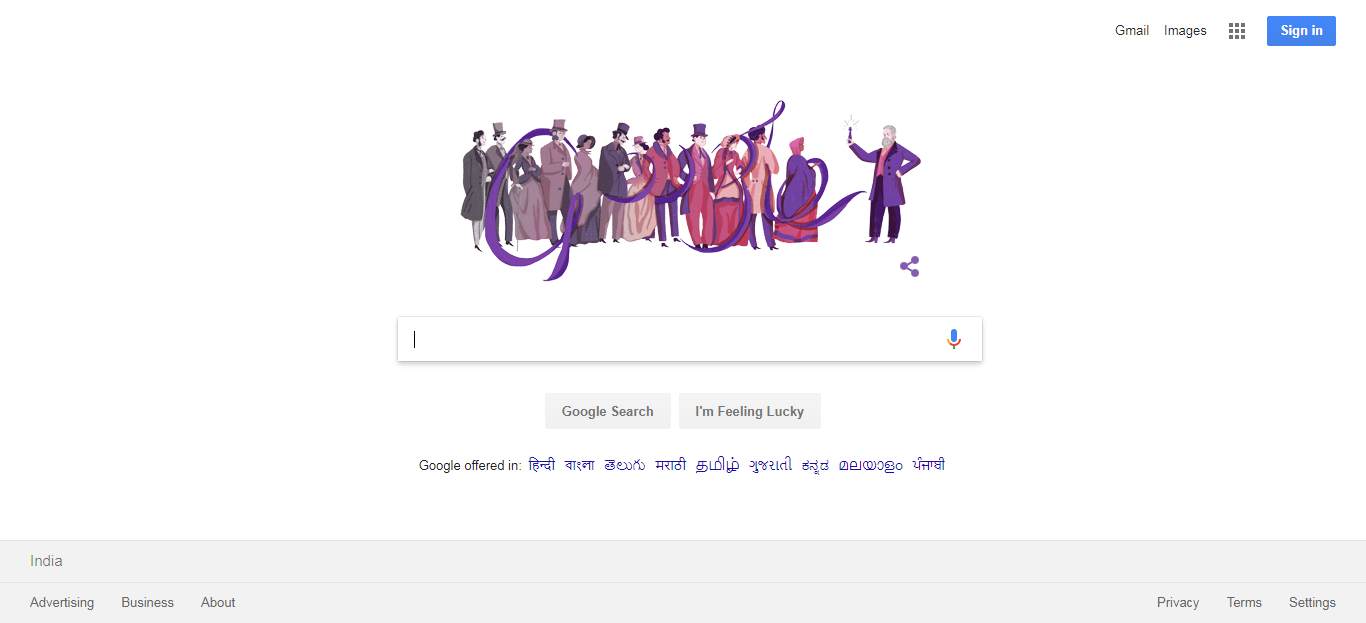 Gmail Images Sign in
Google
Google Search I'm Feeling Lucky
Google offered in: हिन्दी বাংলা తెలుగు मराठी தமிழ் ગુજરાતી ಕನ್ನಡ മലയാളം ਪੰਜਾਬੀ
India
Advertising Business About Privacy Terms Settings